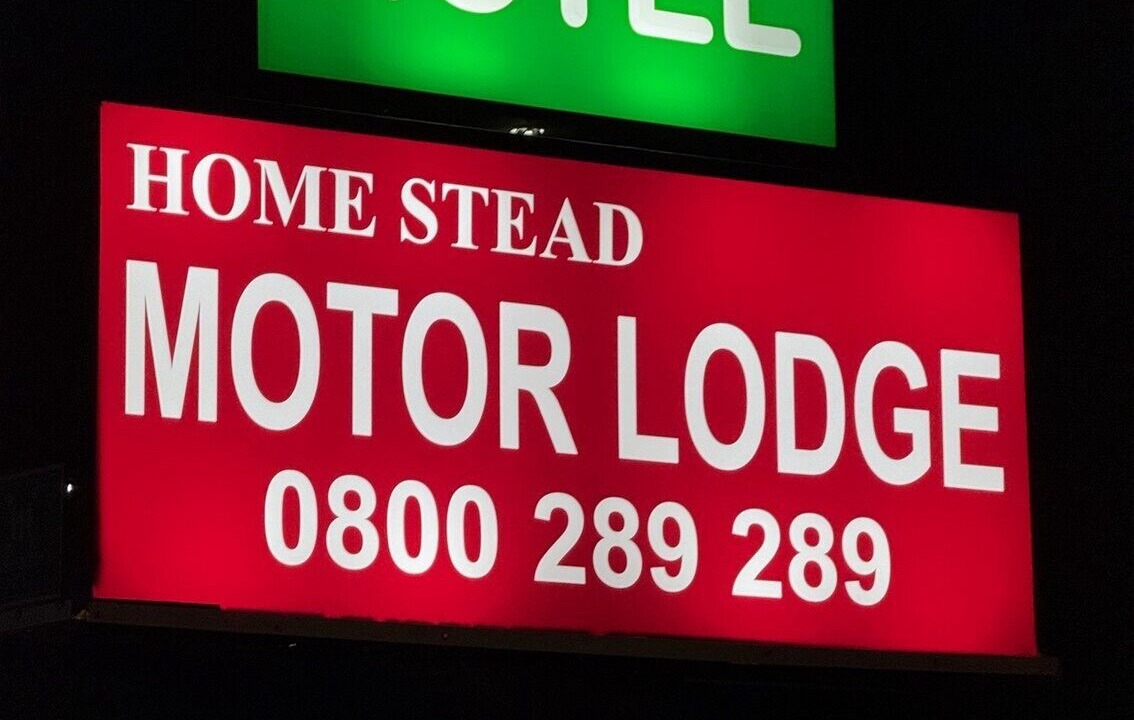 HOME STEAD
MOTOR LODGE
0800 289 289